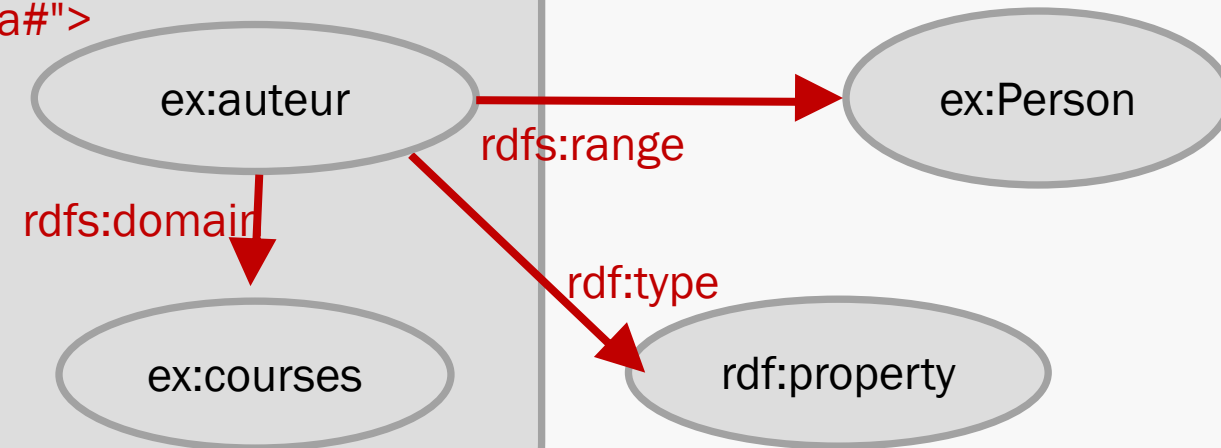 a#">
ex:auteur
ex:Person
rdfs:range
rdfs:domain
rdf:type
ex:courses
rdf:property